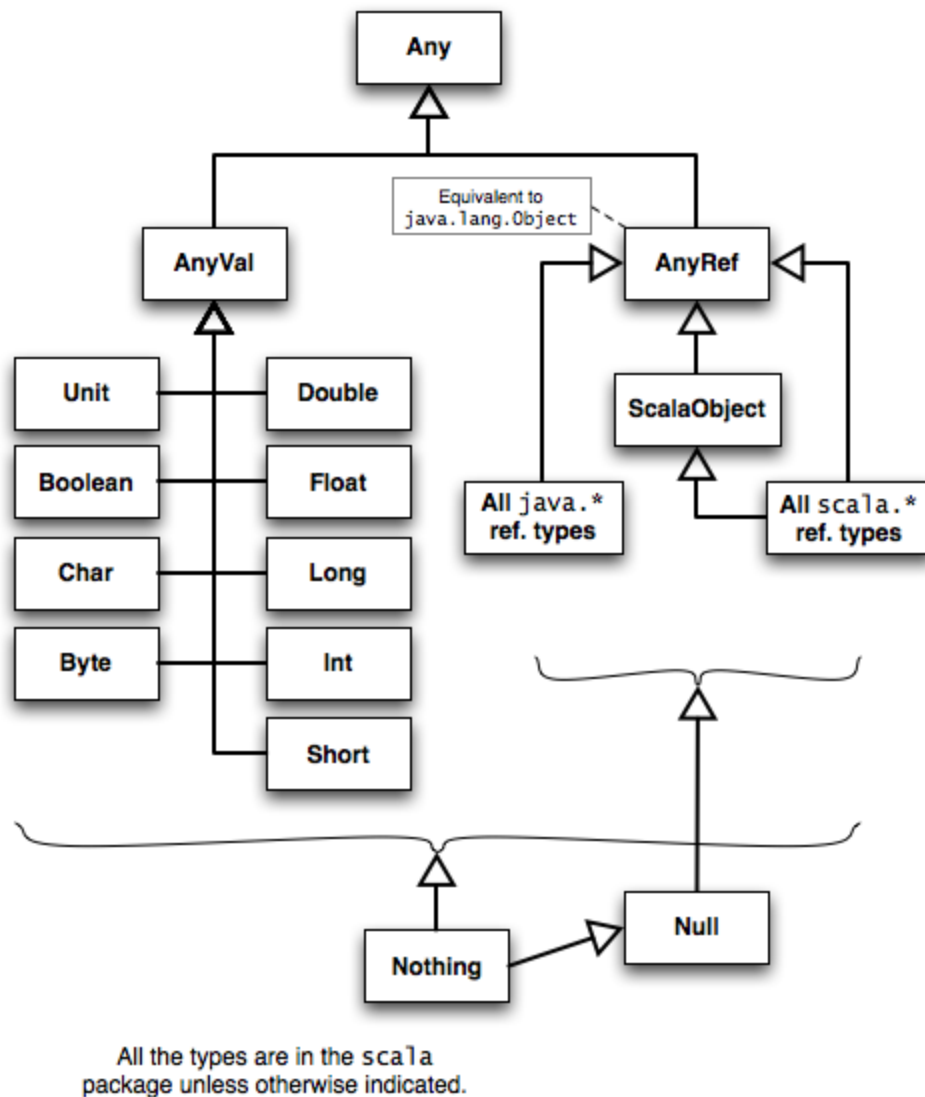 Any
Equivalent to
java.lang.Object
AnyVal
AnyRef
Unit
Double
ScalaObject
Boolean
Float
All java.*
ref. types
All scala.*
ref. types
Char
Long
Byte
Int
Short
Null
Nothing
All the types are in the scala
package unless otherwise indicated.